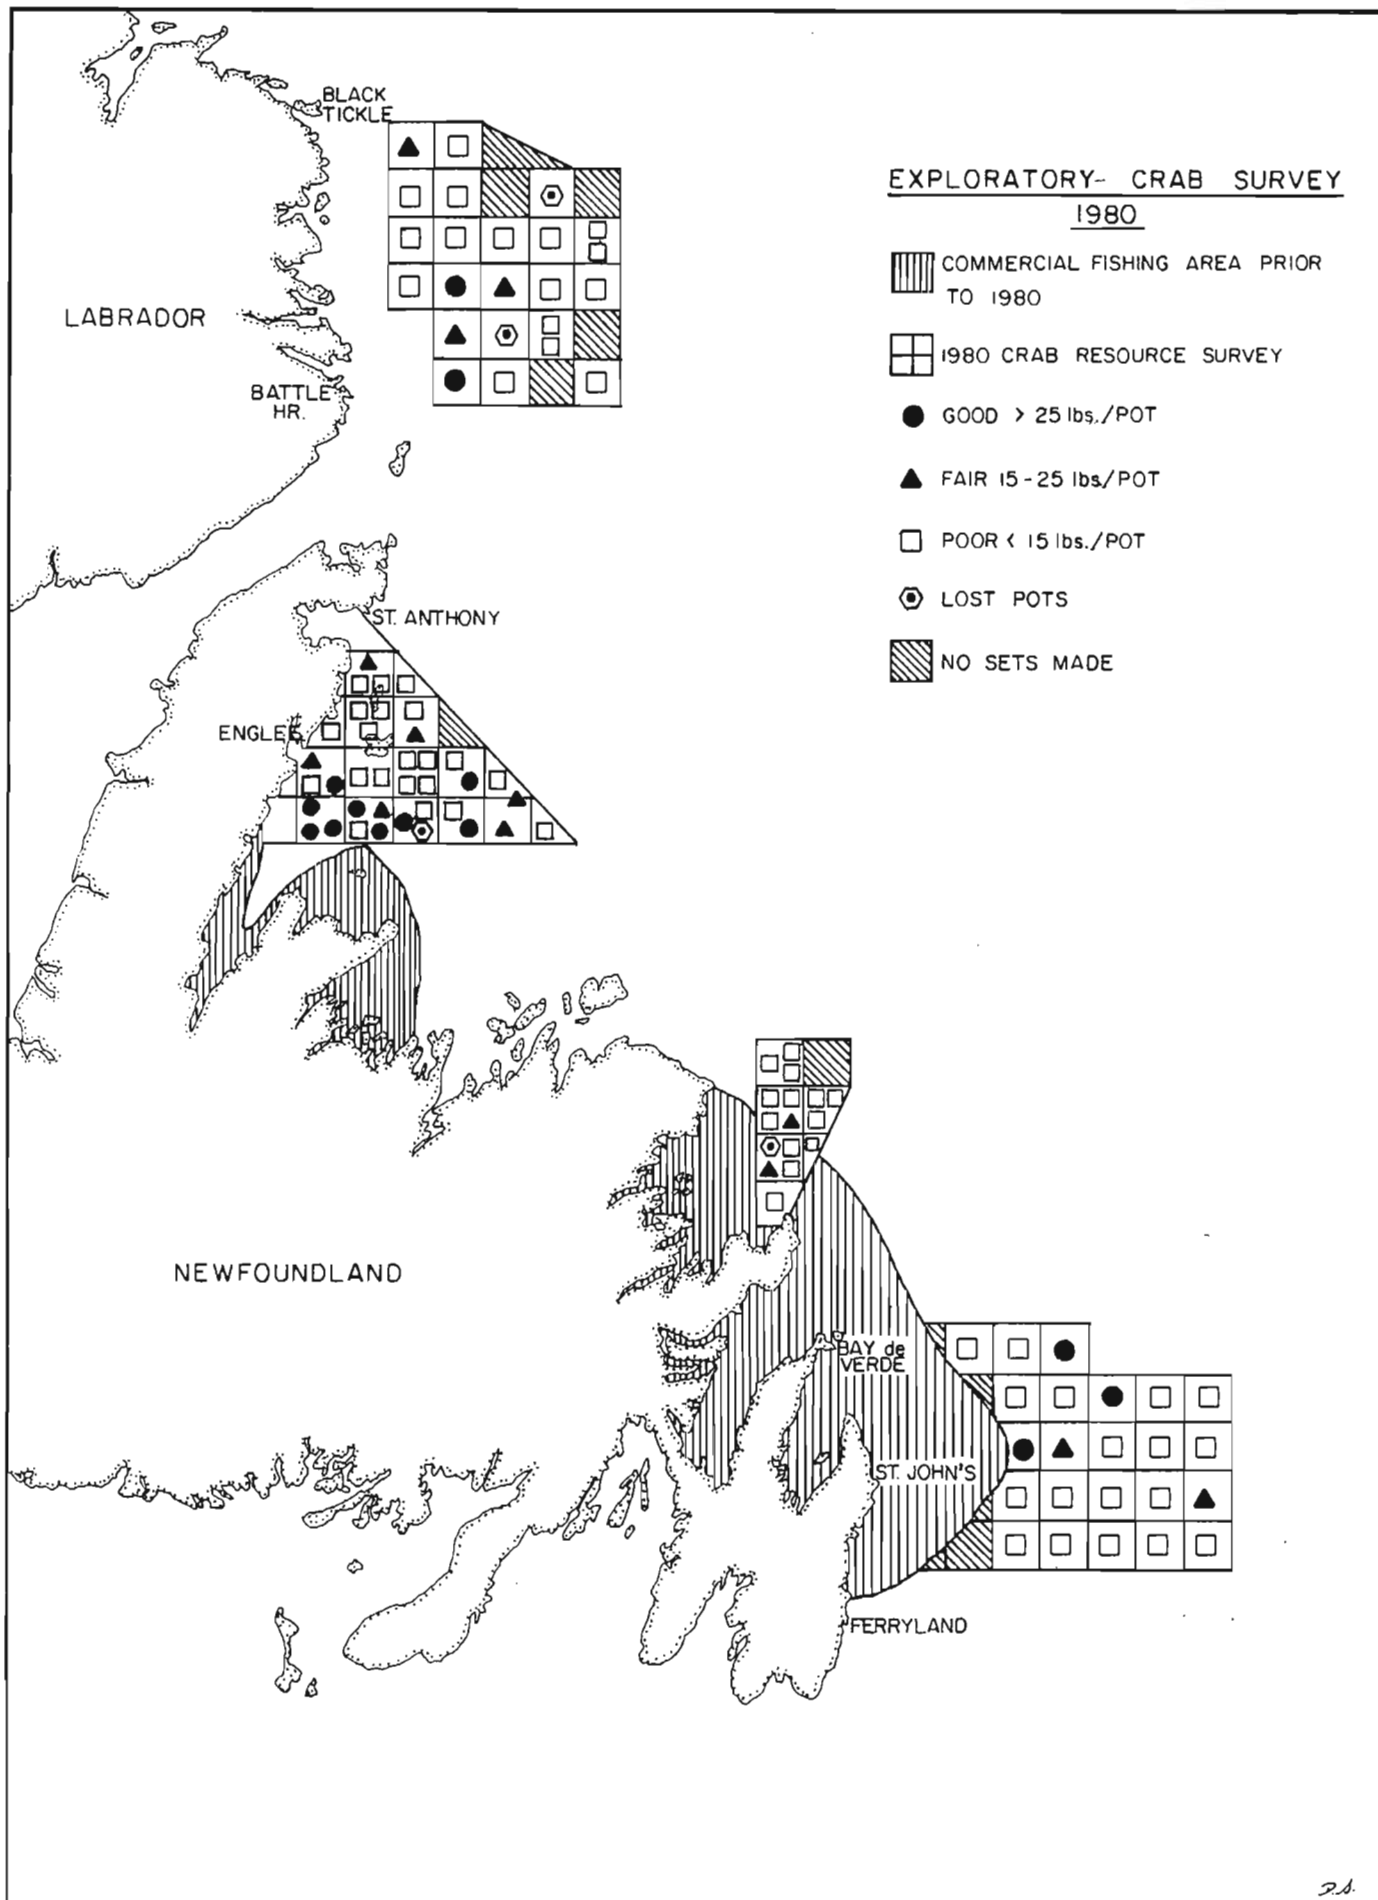 BLACK
TICKLE
EXPLORATORY- CRAB SURVEY
1980
COMMERCIAL FISHING AREA PRIOR
TO 1980
LABRADOR
1980 CRAB RESOURCE SURVEY
BATTLE
HR.
GOOD > 25 lbs./POT
FAIR 15-25 lbs/POT
POOR < 15 lbs./POT
LOST POTS
ST. ANTHONY
NO SETS MADE
ENGLEE
NEWFOUNDLAND
BAY de
VERDE
ST. JOHN'S
FERRYLAND
D.S.